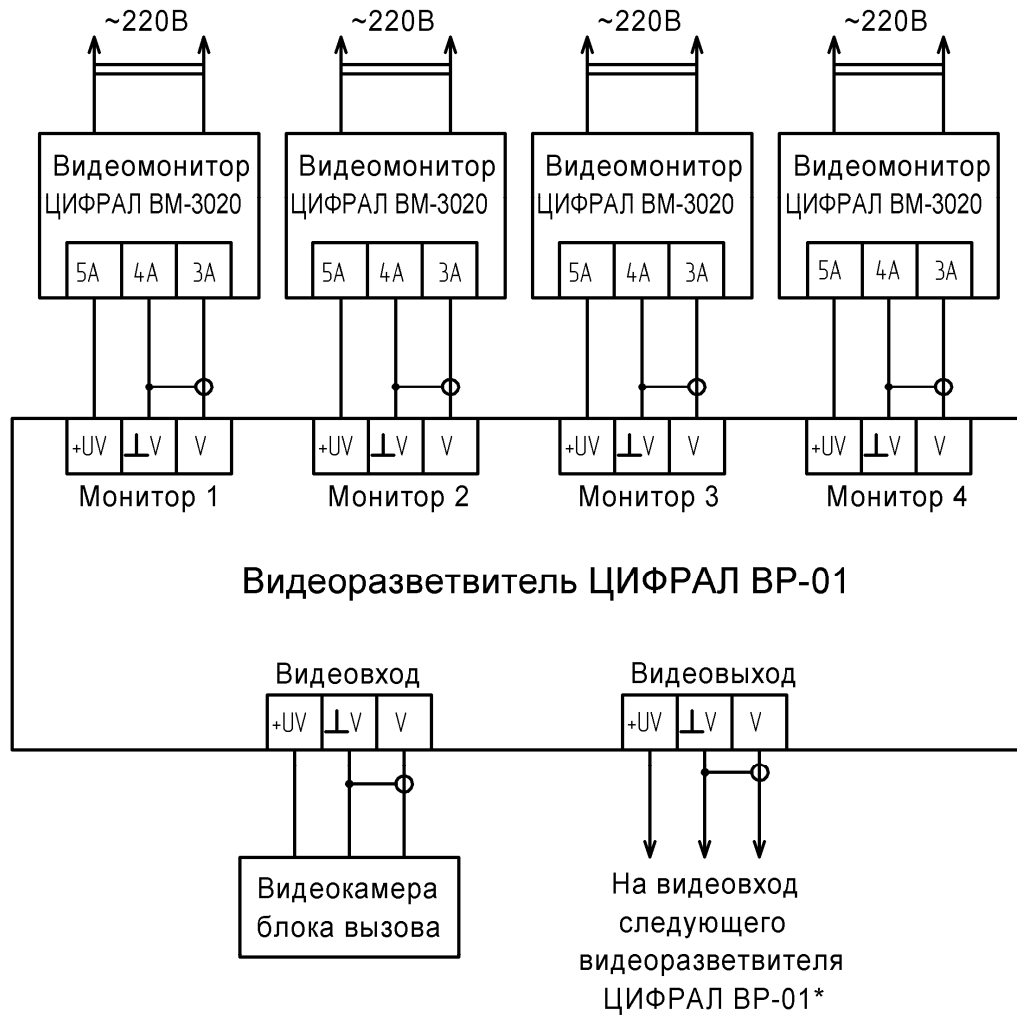 ~220В ~220В ~220В ~220В
Видеомонитор Видеомонитор Видеомонитор Видеомонитор
ЦИФРАЛ ВМ-3020 ЦИФРАЛ ВМ-3020 ЦИФРАЛ ВМ-3020 ЦИФРАЛ ВМ-3020
5А 4А 3А 5А 4А 3А 5А 4А 3А 5А 4А 3А
+UV ⊥V V +UV ⊥V V +UV ⊥V V +UV ⊥V V
Монитор 1 Монитор 2 Монитор 3 Монитор 4
Видеоразветвитель ЦИФРАЛ ВР-01
Видеовход Видеовыход
+UV ⊥V V +UV ⊥V V
Видеокамера
блока вызова
На видеовход
следующего
видеоразветвителя
ЦИФРАЛ ВР-01*